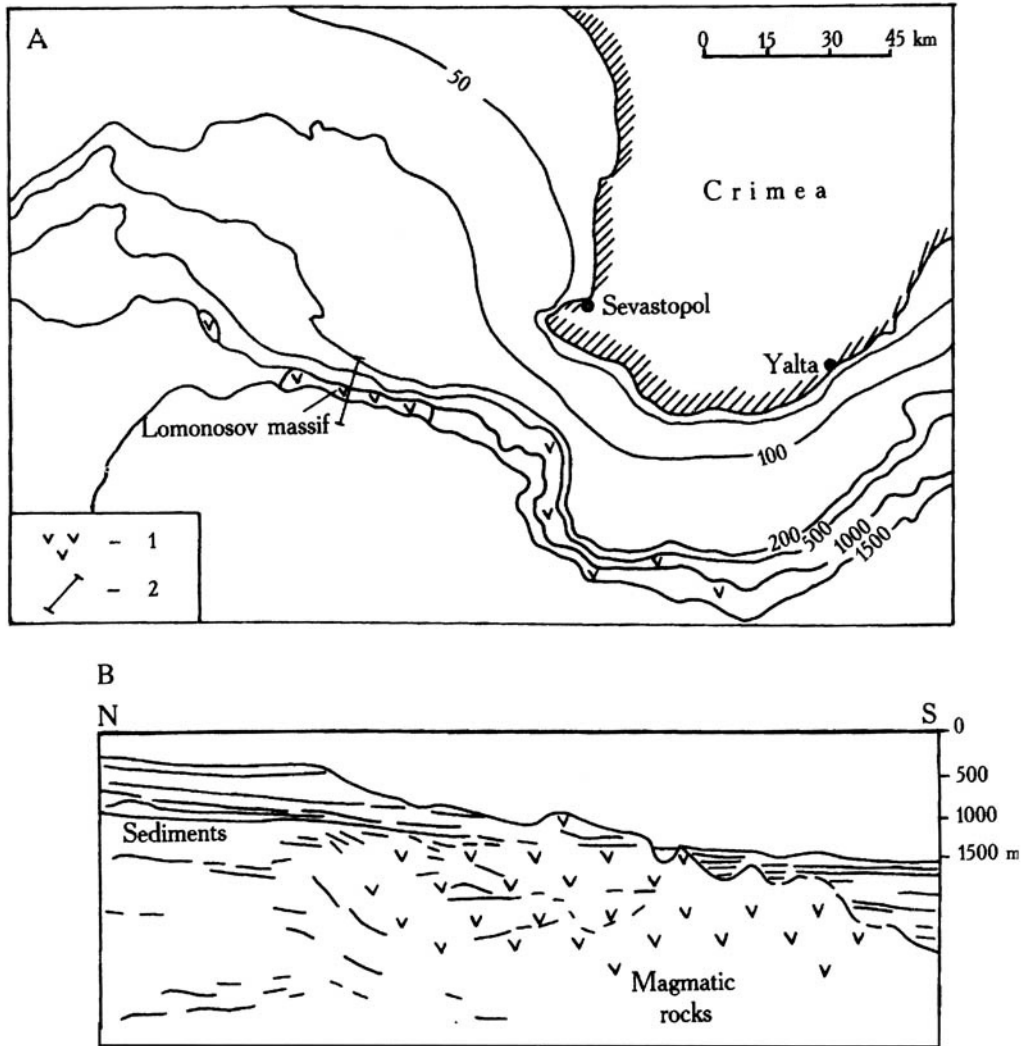 A
0 15 30 45 km
50
Crimea
Sevastopol
Yalta
Lomonosov massif
100
200
500
1000
1500
- 1
- 2
B
N
S
0
500
1000
1500 m
Sediments
Magmatic
rocks